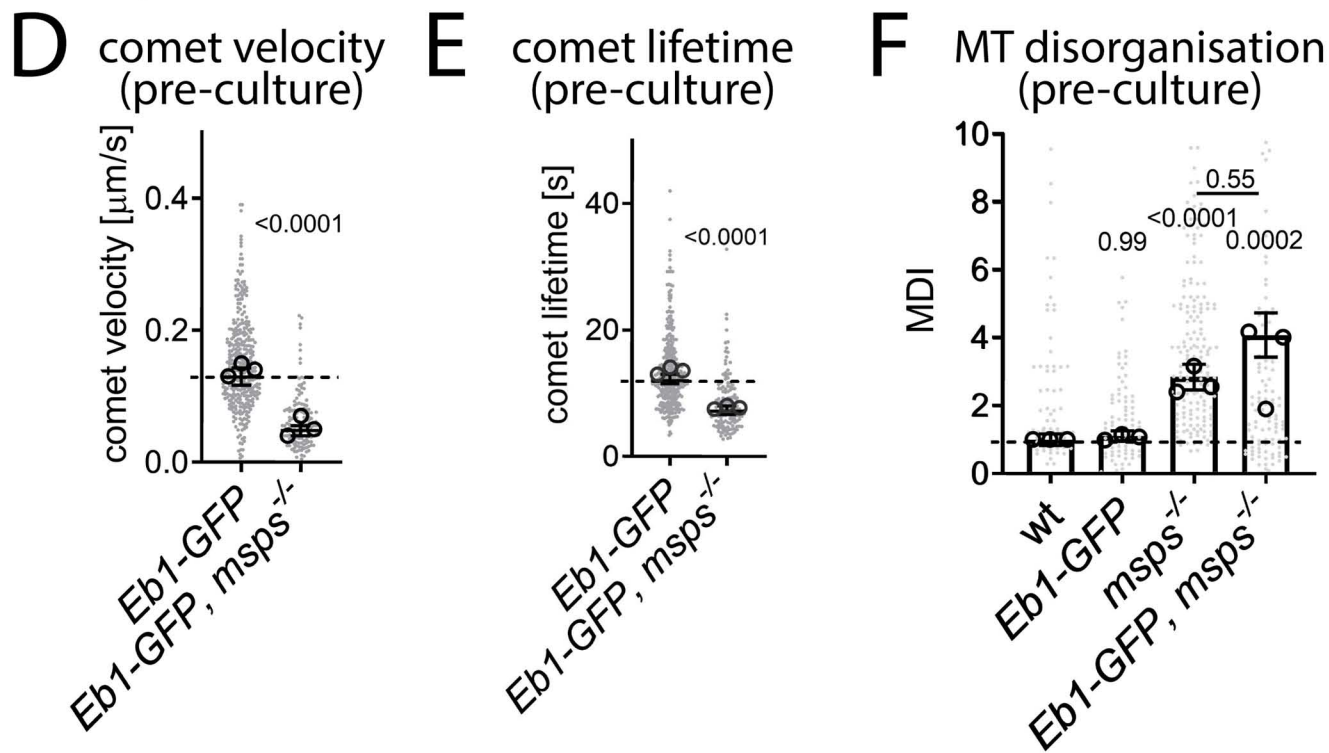 D comet velocity
(pre-culture)
comet velocity [μm/s]
0.4
0.2
0.0
<0.0001
Eb1-GFP
Eb1-GFP, msps-/-
E comet lifetime
(pre-culture)
comet lifetime [s]
40
20
0
<0.0001
Eb1-GFP
Eb1-GFP, msps-/-
F MT disorganisation
(pre-culture)
MDI
10
8
6
4
2
0
0.55
<0.0001
0.99
0.0002
wt
Eb1-GFP
msps-/-
Eb1-GFP, msps-/-